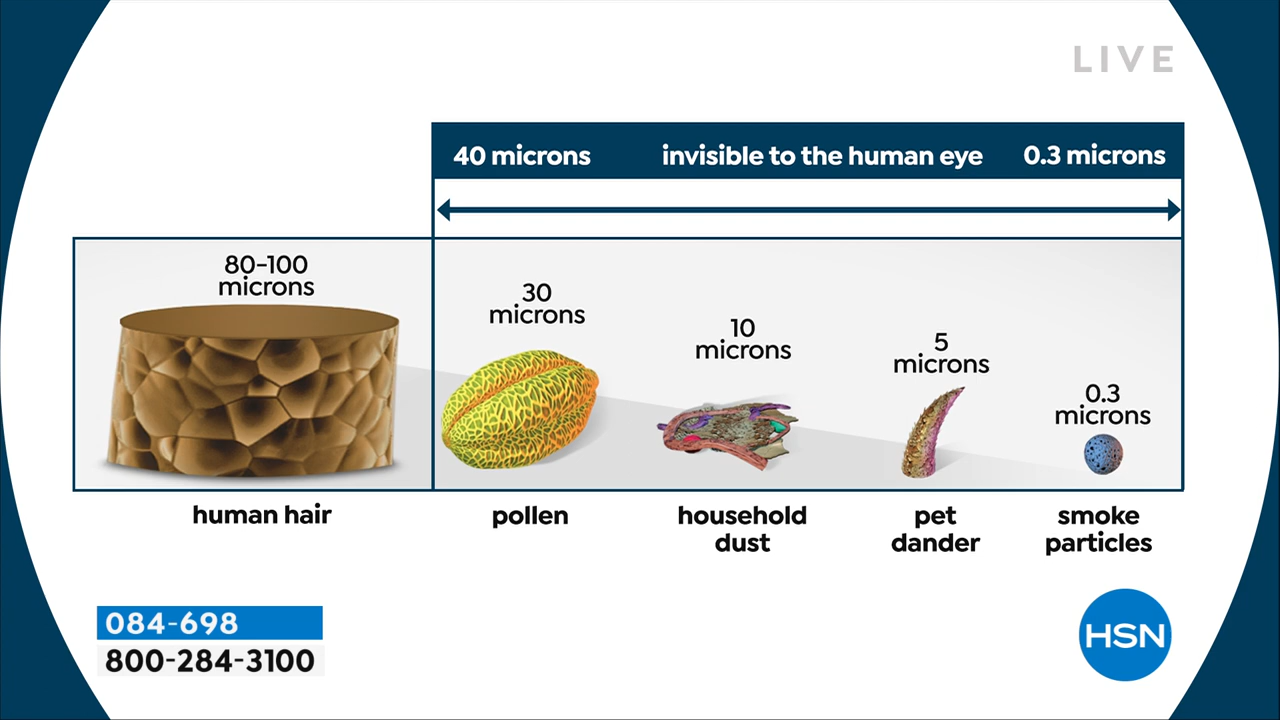 LIVE
40 microns invisible to the human eye 0.3 microns
80-100
microns
30
microns
10
microns
5
microns
0.3
microns
human hair
pollen
household
dust
pet
dander
smoke
particles
084-698
800-284-3100
HSN